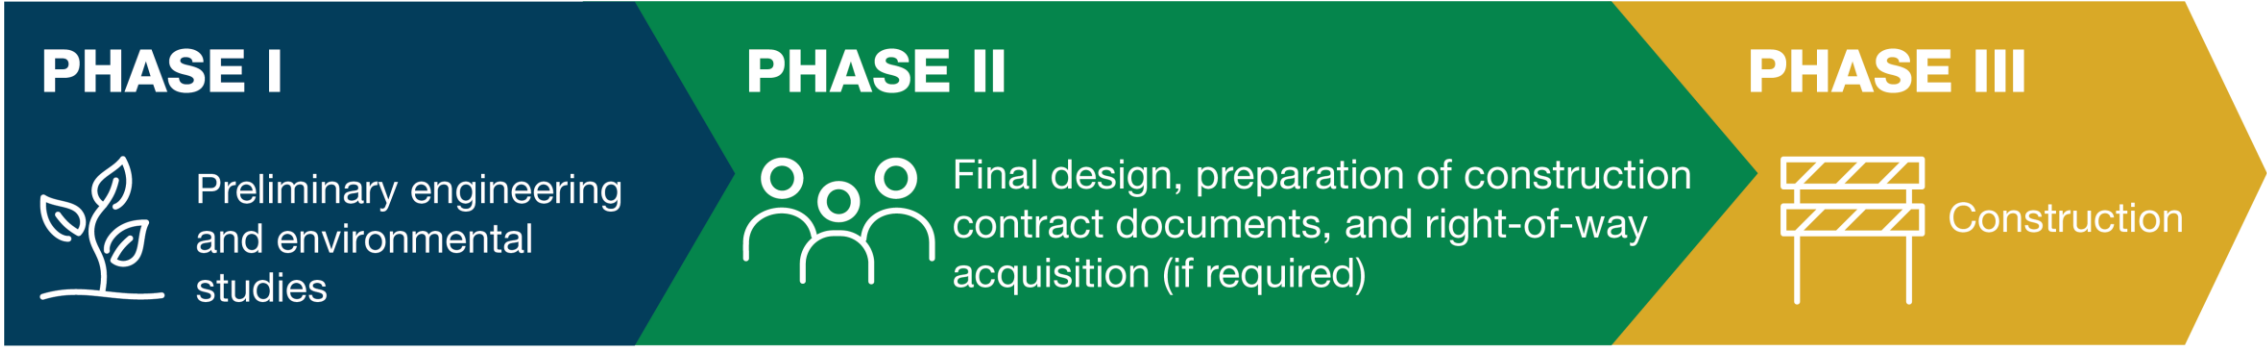 PHASE I
Preliminary engineering
and environmental
studies
PHASE II
Final design, preparation of construction
contract documents, and right-of-way
acquisition (if required)
PHASE III
Construction